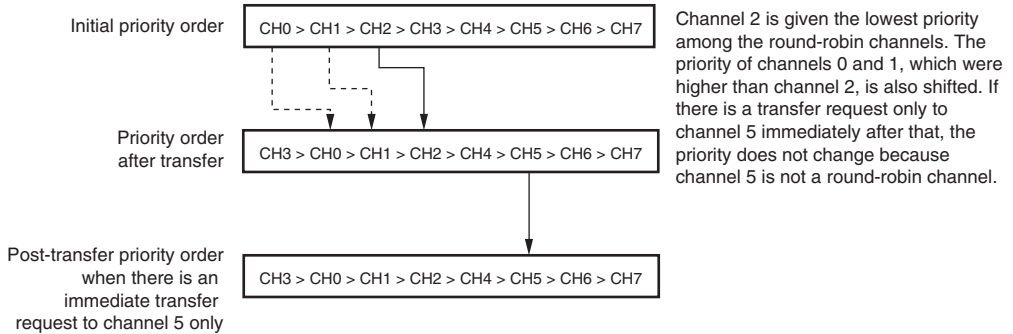 Initial priority order
CH0 > CH1 > CH2 > CH3 > CH4 > CH5 > CH6 > CH7
Channel 2 is given the lowest priority
among the round-robin channels. The
priority of channels 0 and 1, which were
higher than channel 2, is also shifted. If
there is a transfer request only to
channel 5 immediately after that, the
priority does not change because
channel 5 is not a round-robin channel.
Priority order
after transfer
CH3 > CH0 > CH1 > CH2 > CH4 > CH5 > CH6 > CH7
Post-transfer priority order
when there is an
immediate transfer
request to channel 5 only
CH3 > CH0 > CH1 > CH2 > CH4 > CH5 > CH6 > CH7